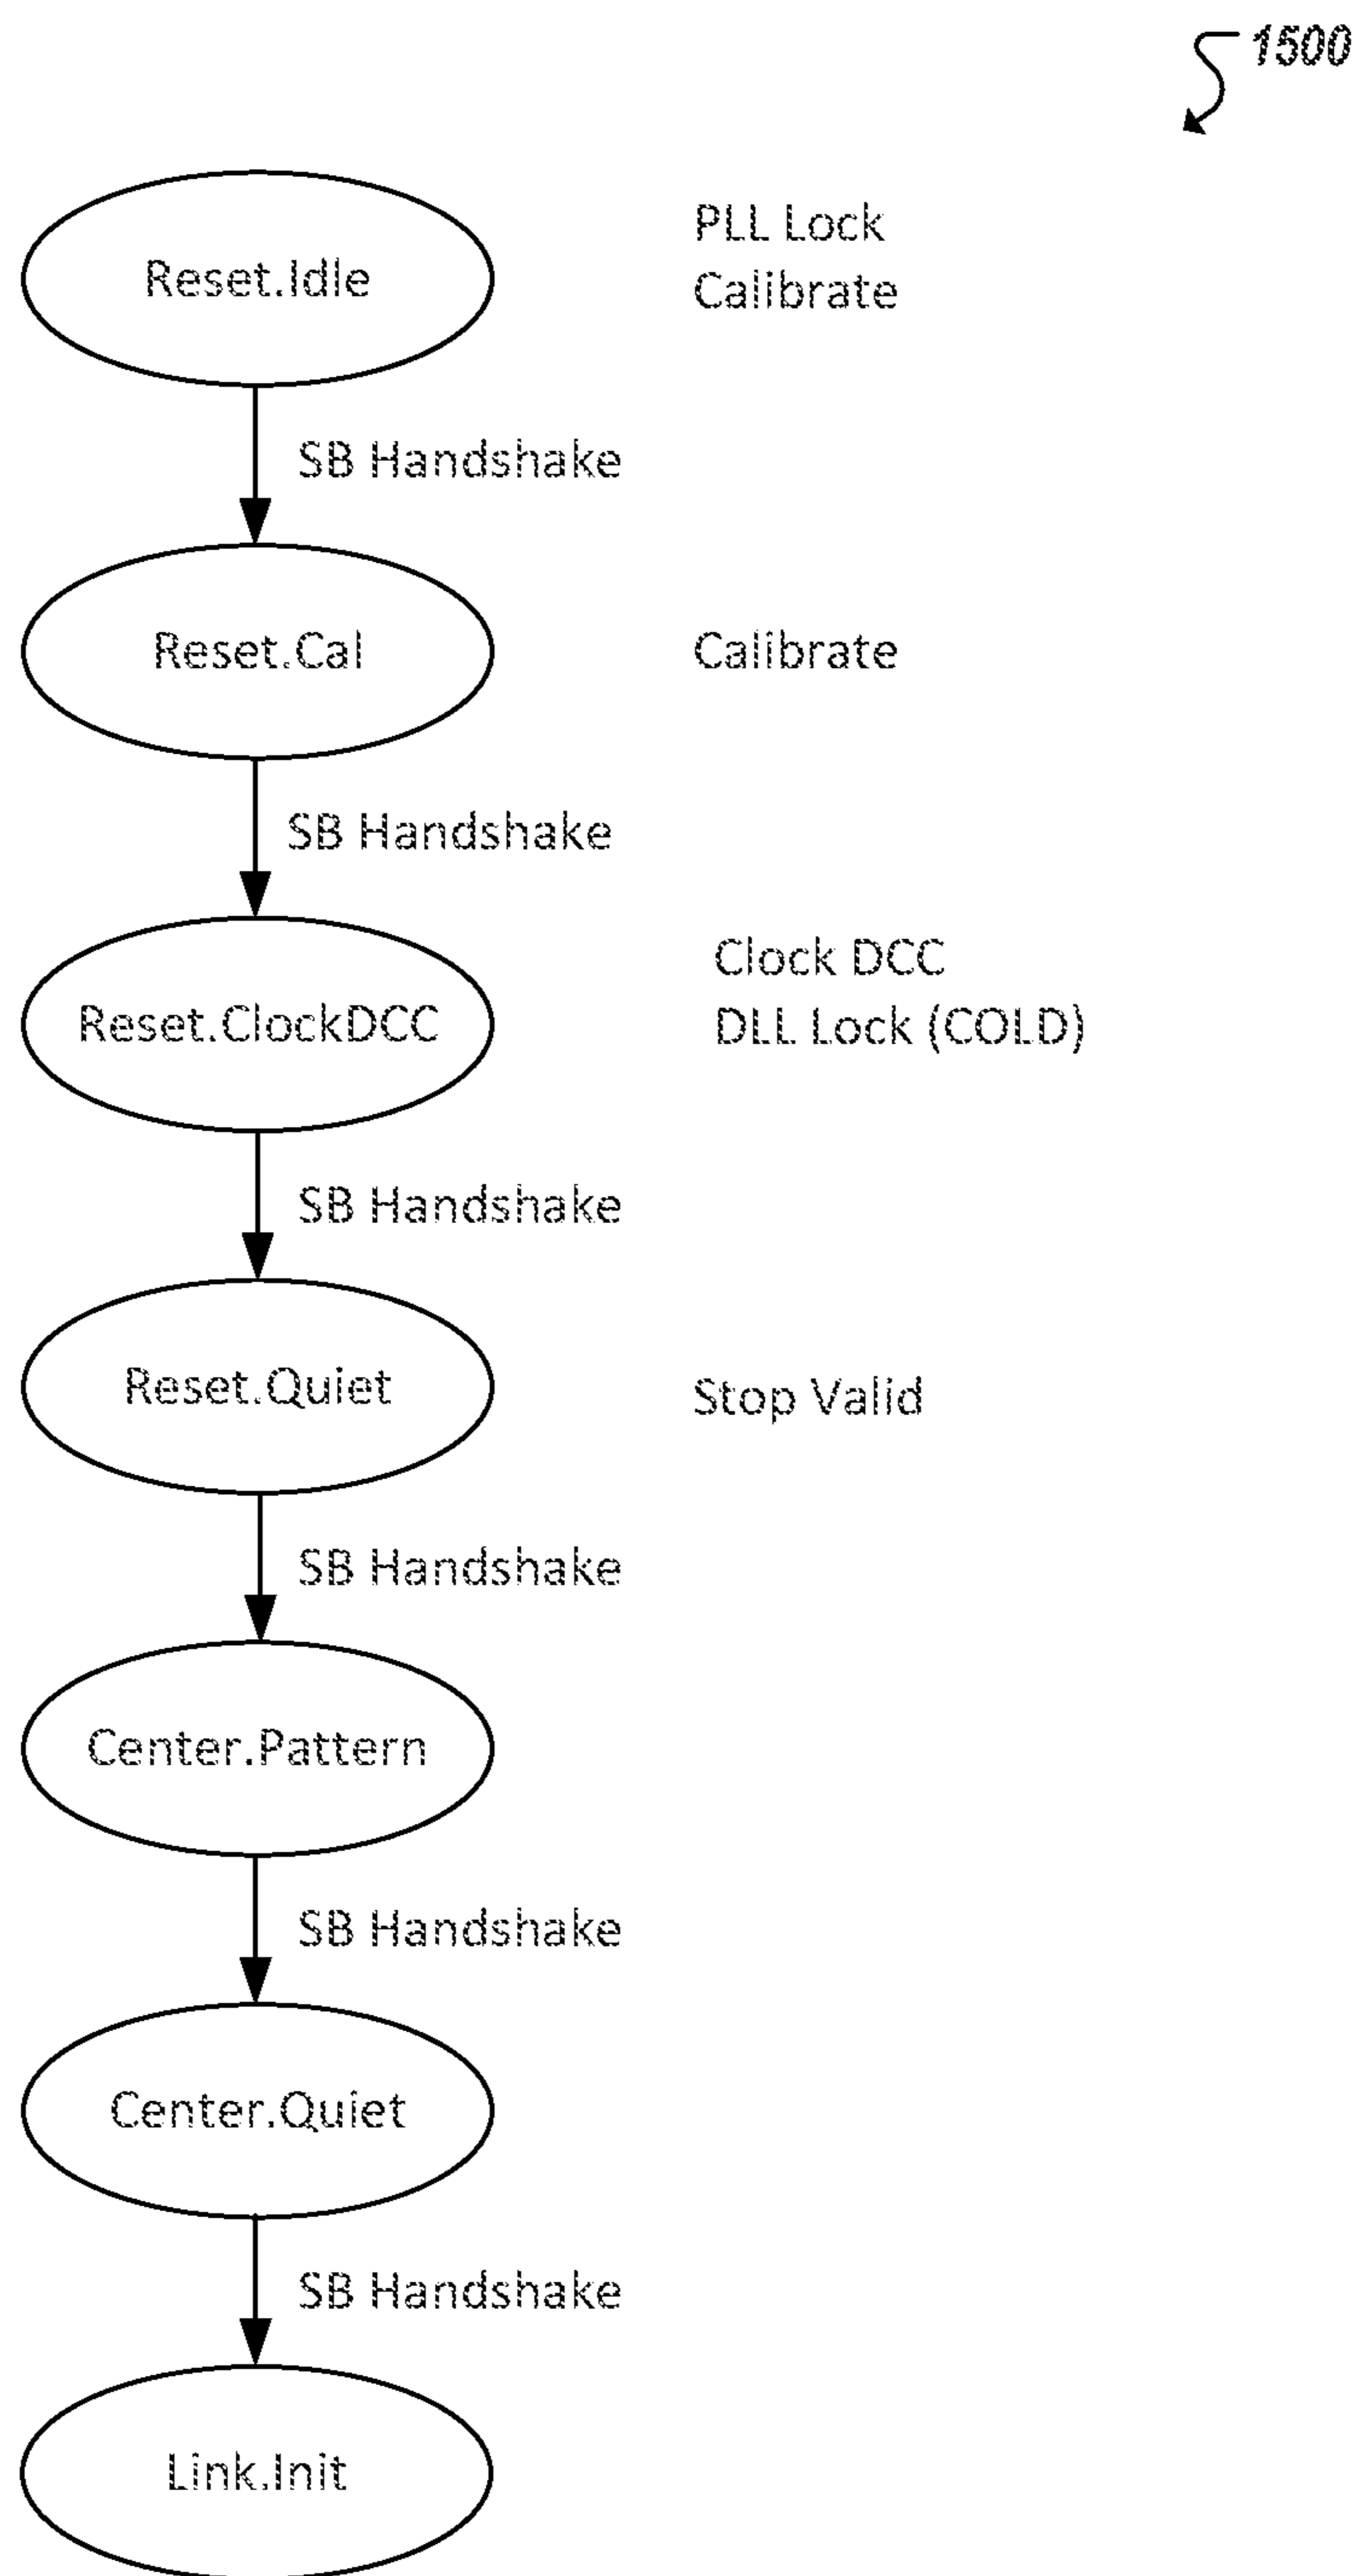 1500
Reset.Idle
PLL Lock
Calibrate
SB Handshake
Reset.Cal
Calibrate
SB Handshake
Reset.ClockDCC
Clock DCC
DLL Lock (COLD)
SB Handshake
Reset.Quiet
Stop Valid
SB Handshake
Center.Pattern
SB Handshake
Center.Quiet
SB Handshake
Link.Init